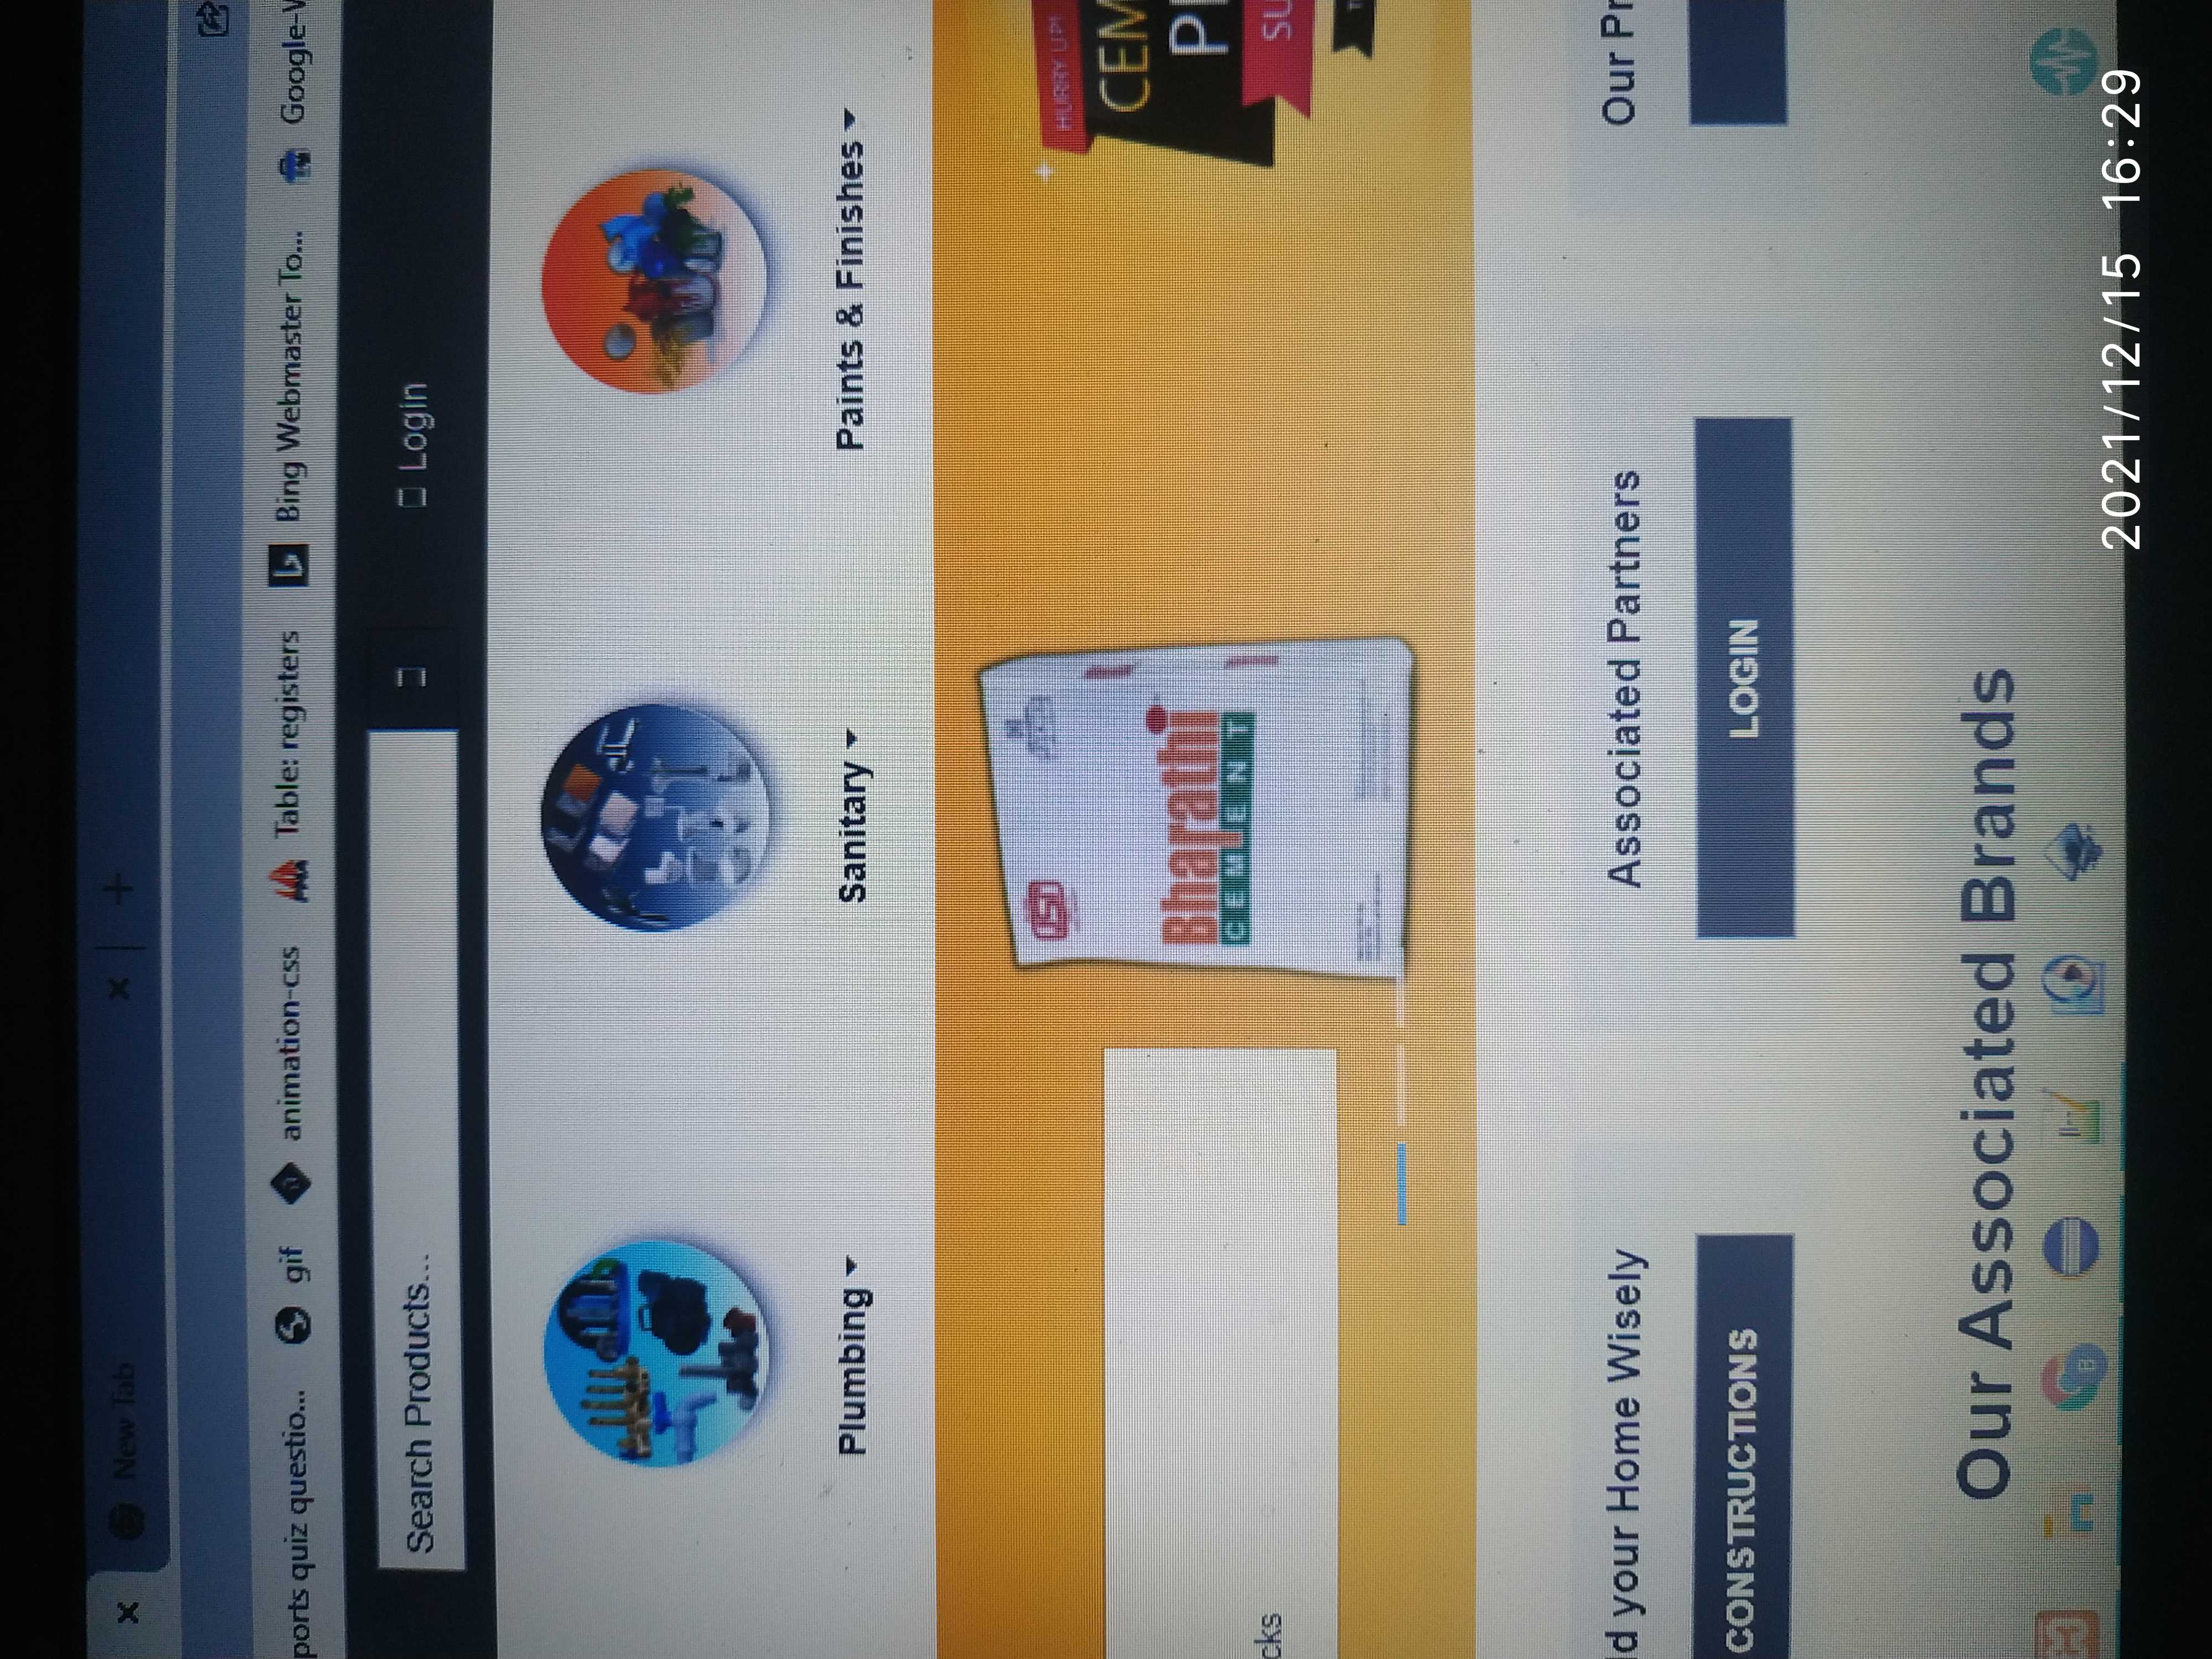 New Tab
ports quiz questio...
gif
animation-css
Table: registers
Bing Webmaster To...
Google-V
Search Products...
Login
Plumbing
Sanitary
Paints & Finishes
cks
ISI
Bharathi
CEMENT
HURRY UP!
CEM
PI
SU
ld your Home Wisely
Associated Partners
Our Pr
CONSTRUCTIONS
LOGIN
Our Associated Brands
2021/12/15 16:29